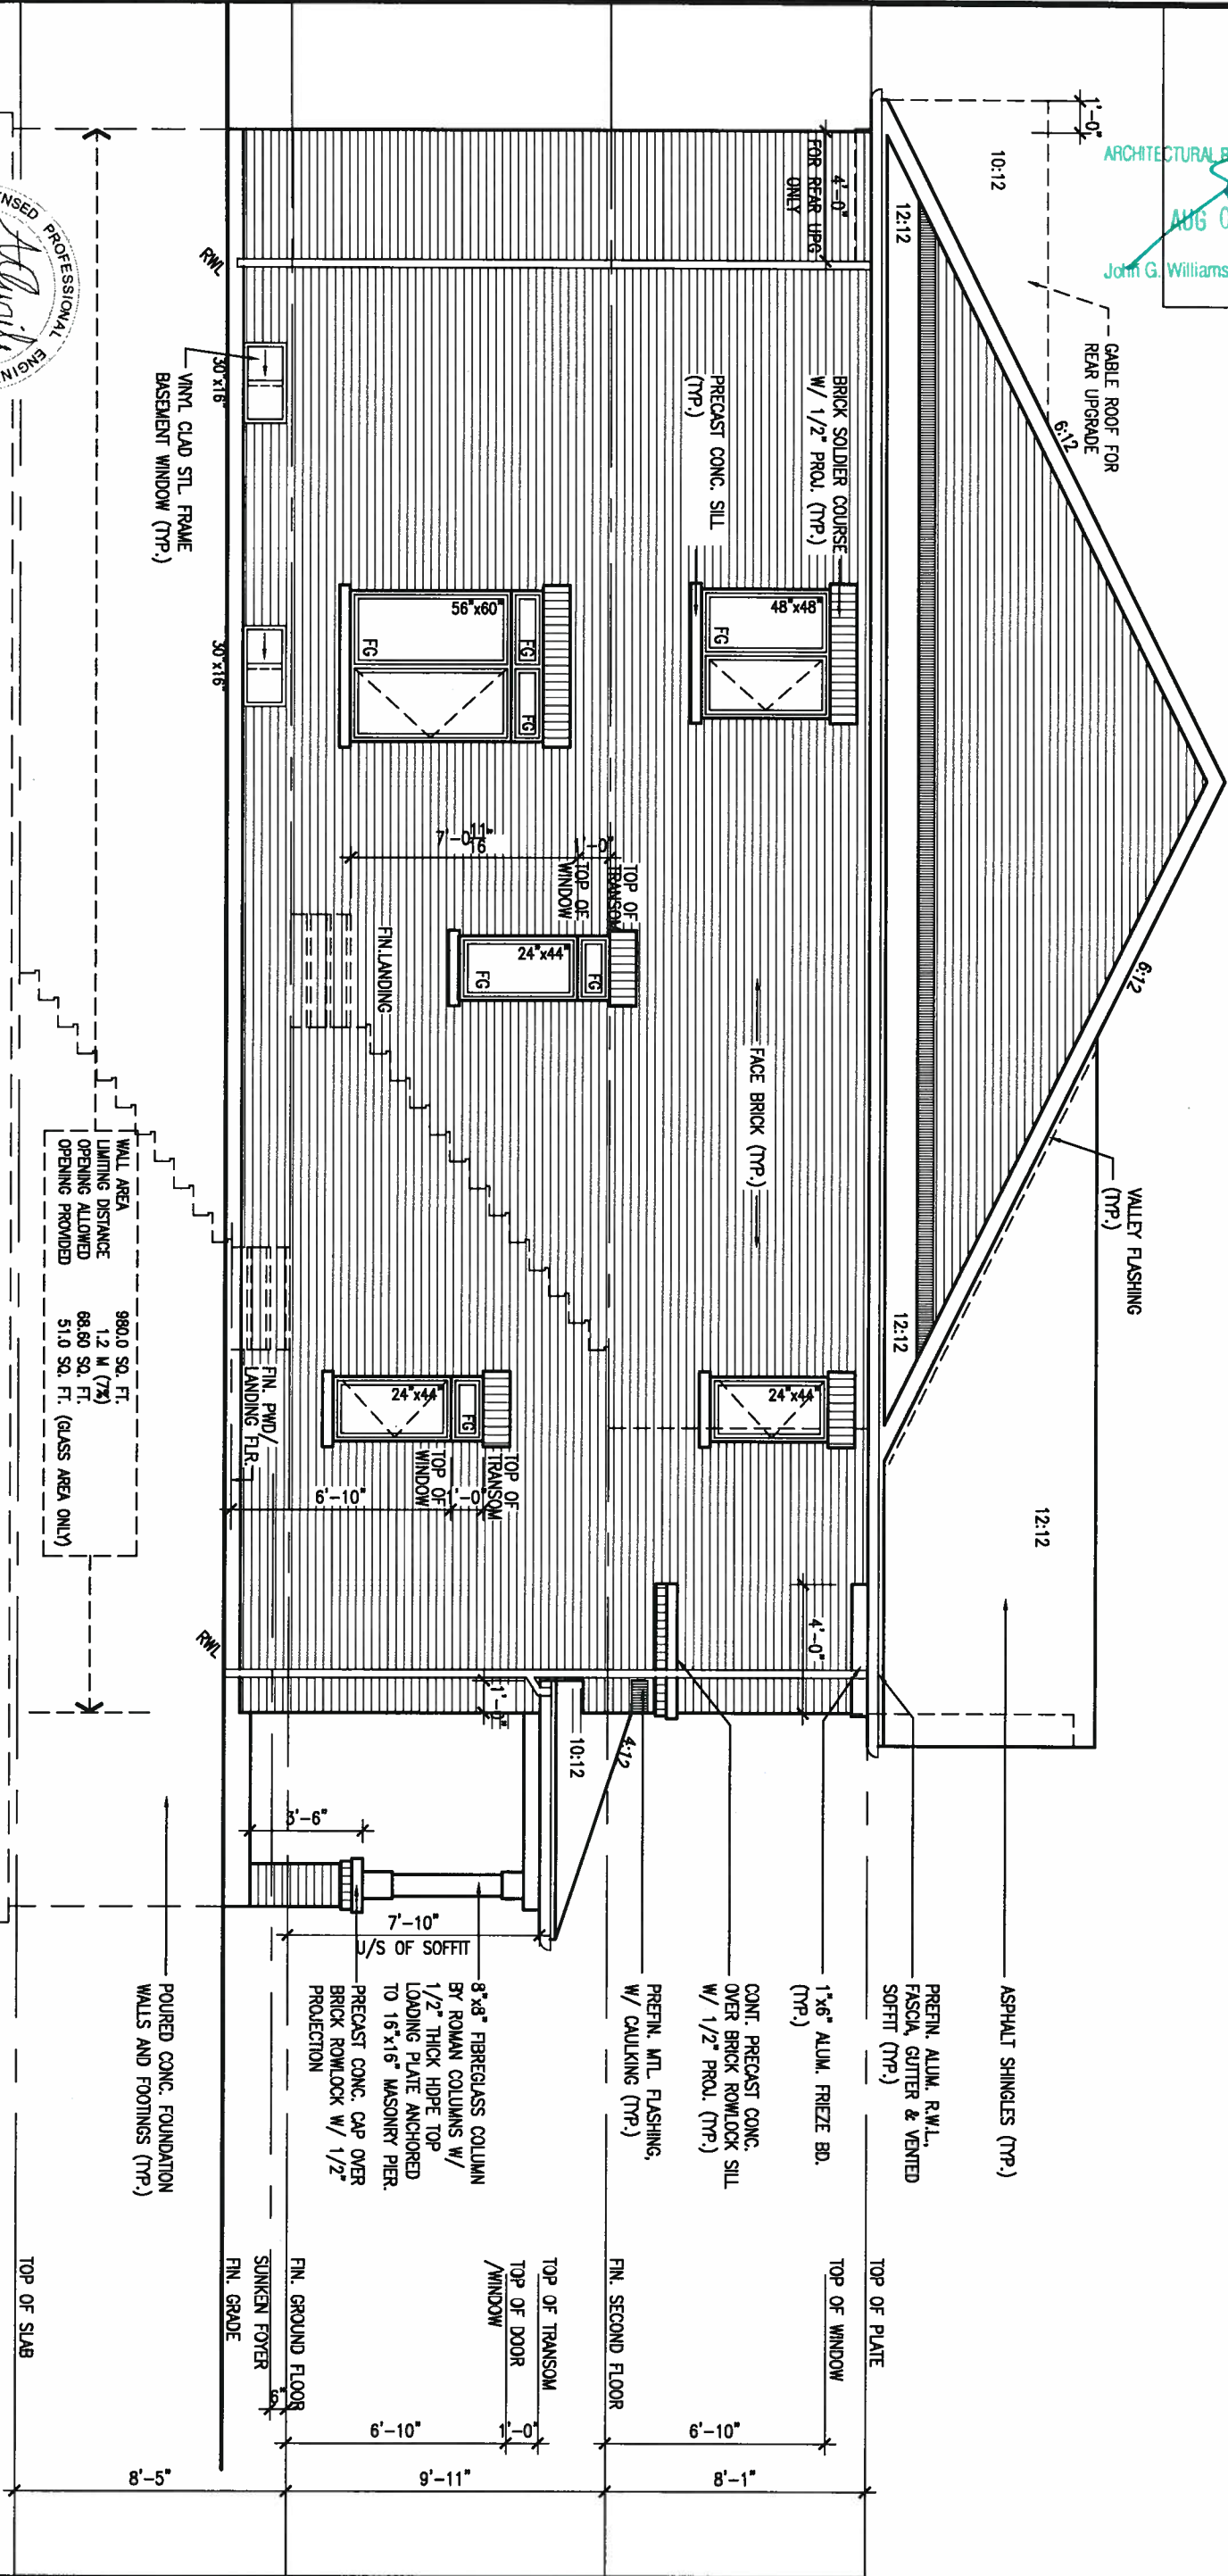 1'-0"
10:12
GABLE ROOF FOR
REAR UPGRADE
6:12
6:12
12:12
12:12
12:12
VALLEY FLASHING
(TYP.)
ASPHALT SHINGLES (TYP.)
PREFIN. ALUM. R.W.L.,
FASCIA, GUTTER & VENTED
SOFFIT (TYP.)
4'-0"
FOR REAR UPG
ONLY
BRICK SOLDIER COURSE
W/ 1/2" PROJ. (TYP.)
PRECAST CONC. SILL
(TYP.)
48"x48"
FG
FACE BRICK (TYP.)
24"x44"
4'-0"
1"x6" ALUM. FRIEZE BD.
(TYP.)
CONT. PRECAST CONC.
OVER BRICK ROWLOCK SILL
W/ 1/2" PROJ. (TYP.)
PREFIN. MTL. FLASHING,
W/ CAULKING (TYP.)
4:12
10:12
TOP OF PLATE
TOP OF WINDOW
FIN. SECOND FLOOR
TOP OF TRANSOM
TOP OF DOOR
/WINDOW
FIN. GROUND FLOOR
SUNKEN FOYER
FIN. GRADE
TOP OF SLAB
8'-1"
6'-10"
9'-11"
1'-0"
6'-10"
6"
8'-5"
56"x60"
FG
FG
FG
TOP OF
TRANSOM
1'-0"
TOP OF
WINDOW
7'-0 11/16"
24"x44"
FG
FG
FIN.LANDING
TOP OF
TRANSOM
1'-0"
TOP OF
WINDOW
24"x44"
FG
6'-10"
FIN. PWD/
LANDING FLR.
1'-0"
3'-6"
7'-10"
U/S OF SOFFIT
8"x8" FIBREGLASS COLUMN
BY ROMAN COLUMNS W/
1/2" THICK HDPE TOP
LOADING PLATE ANCHORED
TO 16"x16" MASONRY PIER.
PRECAST CONC. CAP OVER
BRICK ROWLOCK W/ 1/2"
PROJECTION
POURED CONC. FOUNDATION
WALLS AND FOOTINGS (TYP.)
RWL
RWL
30"x16"
30"x16"
VINYL CLAD STL. FRAME
BASEMENT WINDOW (TYP.)
WALL AREA 980.0 SQ. FT.
LIMITING DISTANCE 1.2 M (7%)
OPENING ALLOWED 68.60 SQ. FT.
OPENING PROVIDED 51.0 SQ. FT. (GLASS AREA ONLY)
PROFESSIONAL
ARCHITECTURAL
AUG
John G. Williams